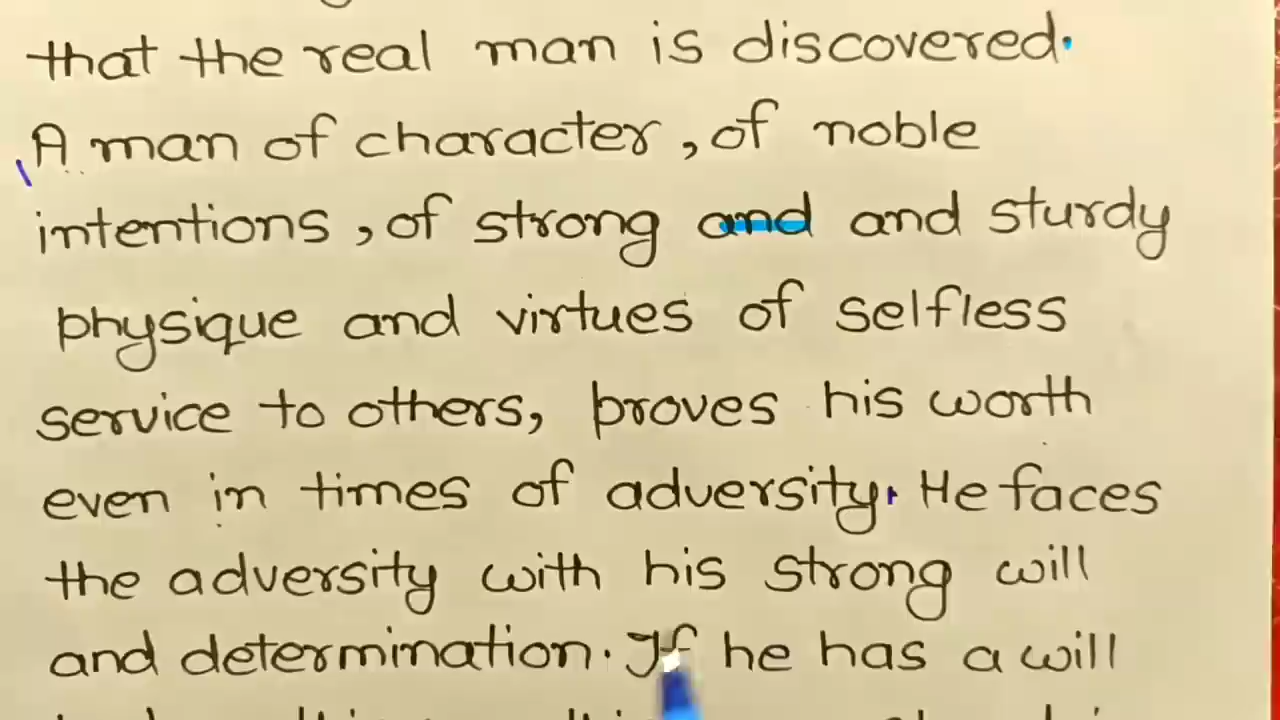 that the real man is discovered.
A man of character, of noble
intentions, of strong and and sturdy
physique and virtues of selfless
service to others, proves his worth
even in times of adversity. He faces
the adversity with his strong will
and determination. If he has a will